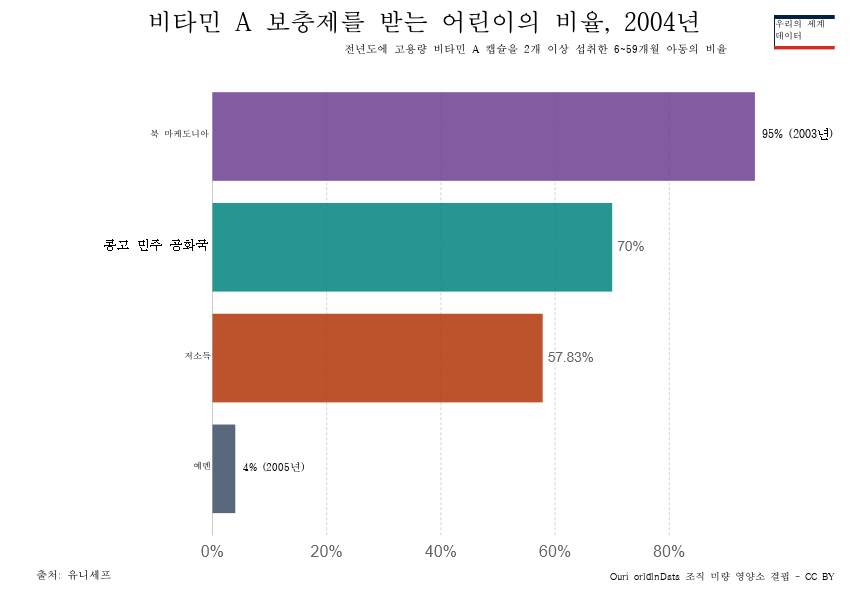 비타민 A 보충제를 받는 어린이의 비율, 2004년
우리의 세계
데이터
전년도에 고용량 비타민 A 캡슐을 2개 이상 섭취한 6~59개월 아동의 비율
북 마케도니아
95% (2003년)
콩고 민주 공화국
70%
저소득
57.83%
예멘
4% (2005년)
0% 20% 40% 60% 80%
출처: 유니세프
Ouri orldInData 조직 미량 영양소 결핍 - CC BY